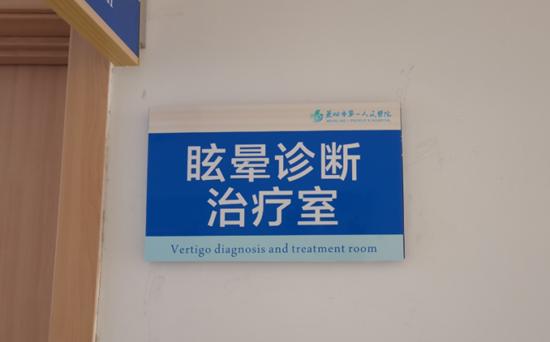 眩晕诊断
治疗室
Vertigo diagnosis and treatment room